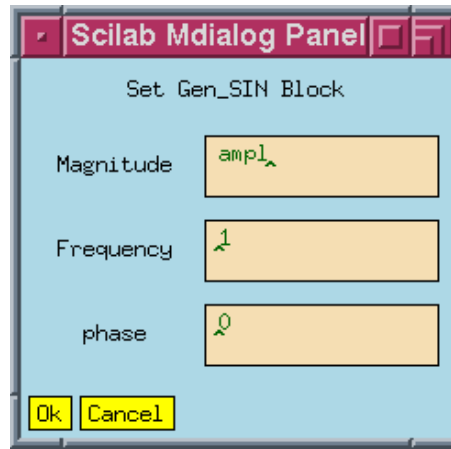 Scilab Mdialog Panel
Set Gen_SIN Block
Magnitude ampl
Frequency 1
phase 0
Ok Cancel